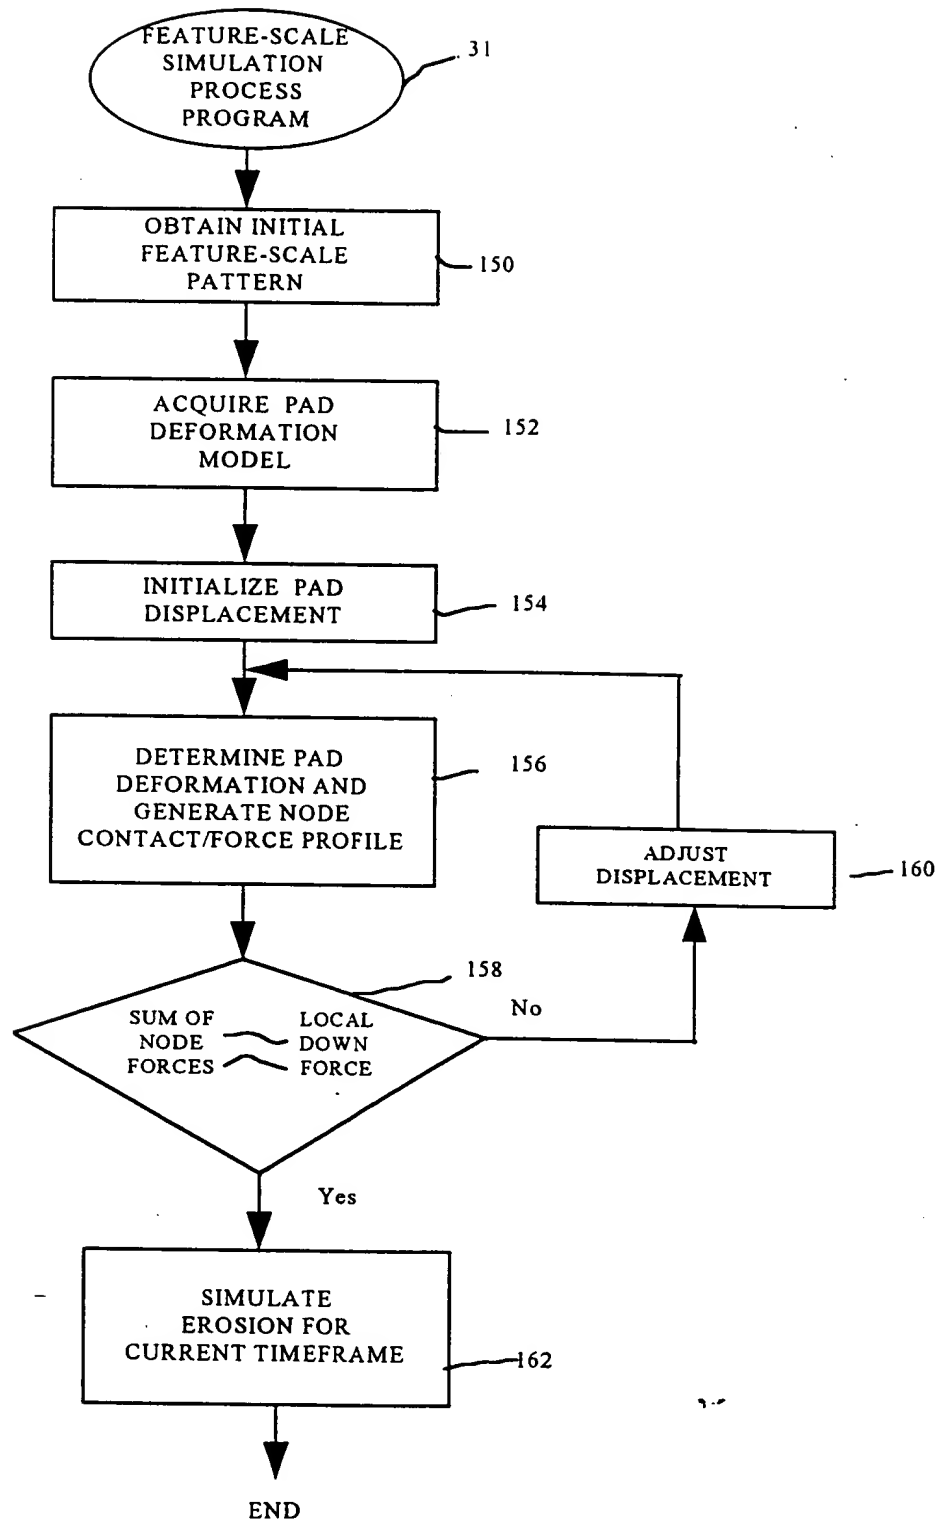 FEATURE-SCALE
SIMULATION
PROCESS
PROGRAM
31
OBTAIN INITIAL
FEATURE-SCALE
PATTERN
150
ACQUIRE PAD
DEFORMATION
MODEL
152
INITIALIZE PAD
DISPLACEMENT
154
DETERMINE PAD
DEFORMATION AND
GENERATE NODE
CONTACT/FORCE PROFILE
156
ADJUST
DISPLACEMENT
160
158
SUM OF
NODE
FORCES
LOCAL
DOWN
FORCE
No
Yes
SIMULATE
EROSION FOR
CURRENT TIMEFRAME
162
END